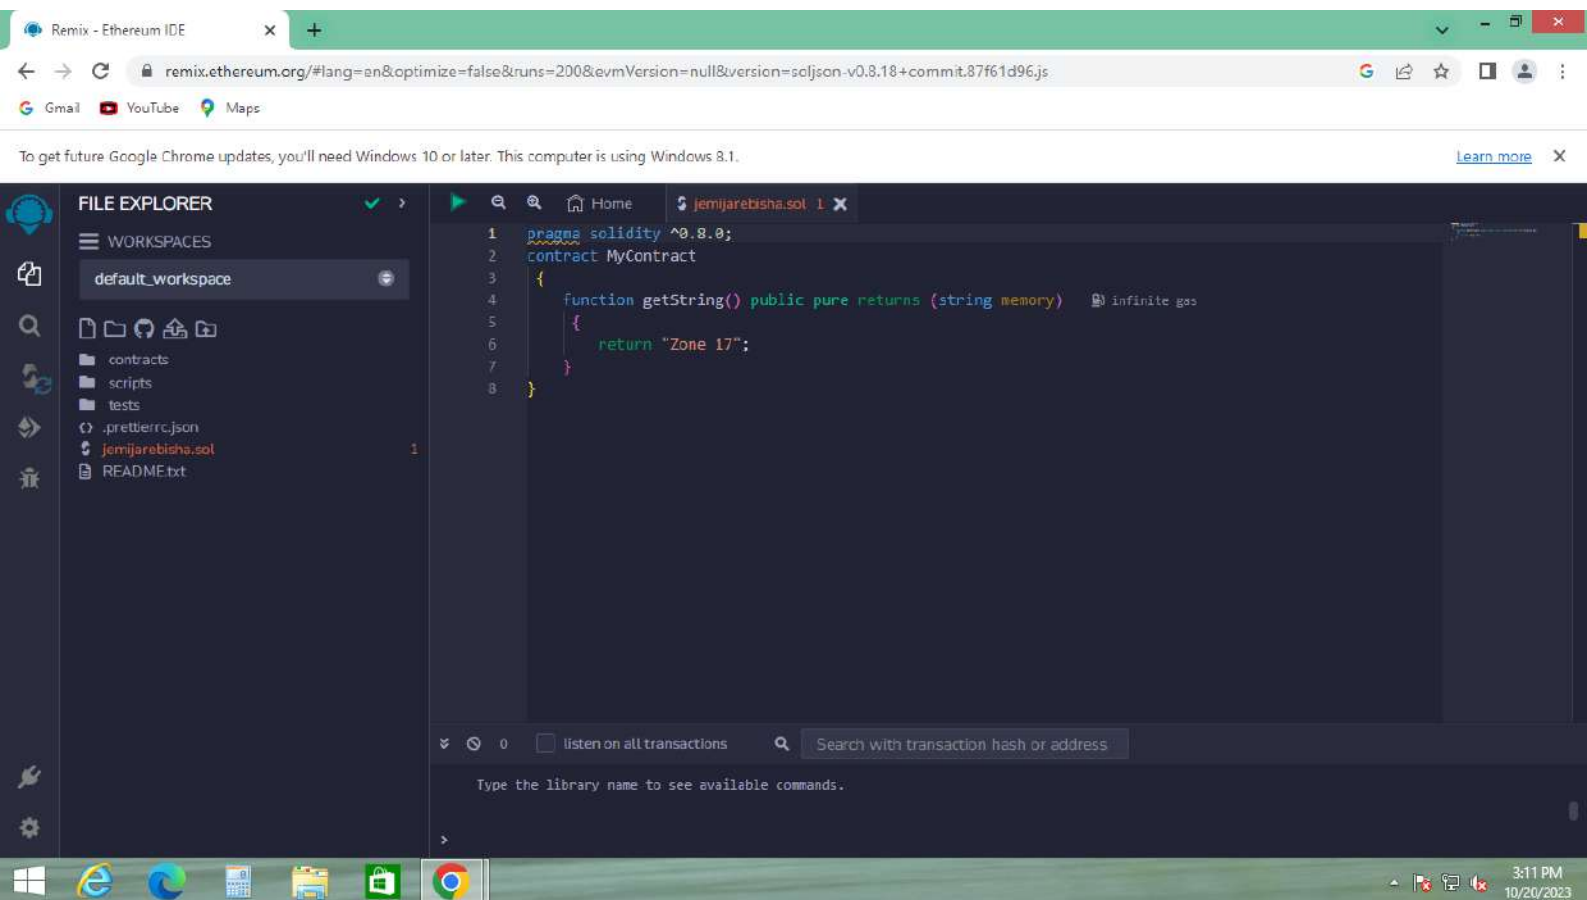 Remix - Ethereum IDE
remix.ethereum.org/#lang=en&optimize=false&runs=200&evmVersion=null&version=soljson-v0.8.18+commit.87f61d96.js
Gmail YouTube Maps
To get future Google Chrome updates, you'll need Windows 10 or later. This computer is using Windows 8.1. Learn more
FILE EXPLORER
WORKSPACES
default_workspace
contracts
scripts
tests
.prettierrc.json
jemijarebisha.sol 1
README.txt
Home jemijarebisha.sol 1
1 pragma solidity ^0.8.0;
2 contract MyContract
3 {
4 function getString() public pure returns (string memory) infinite gas
5 {
6 return "Zone 17";
7 }
8 }
0 listen on all transactions Search with transaction hash or address
Type the library name to see available commands.
>
3:11 PM
10/20/2023